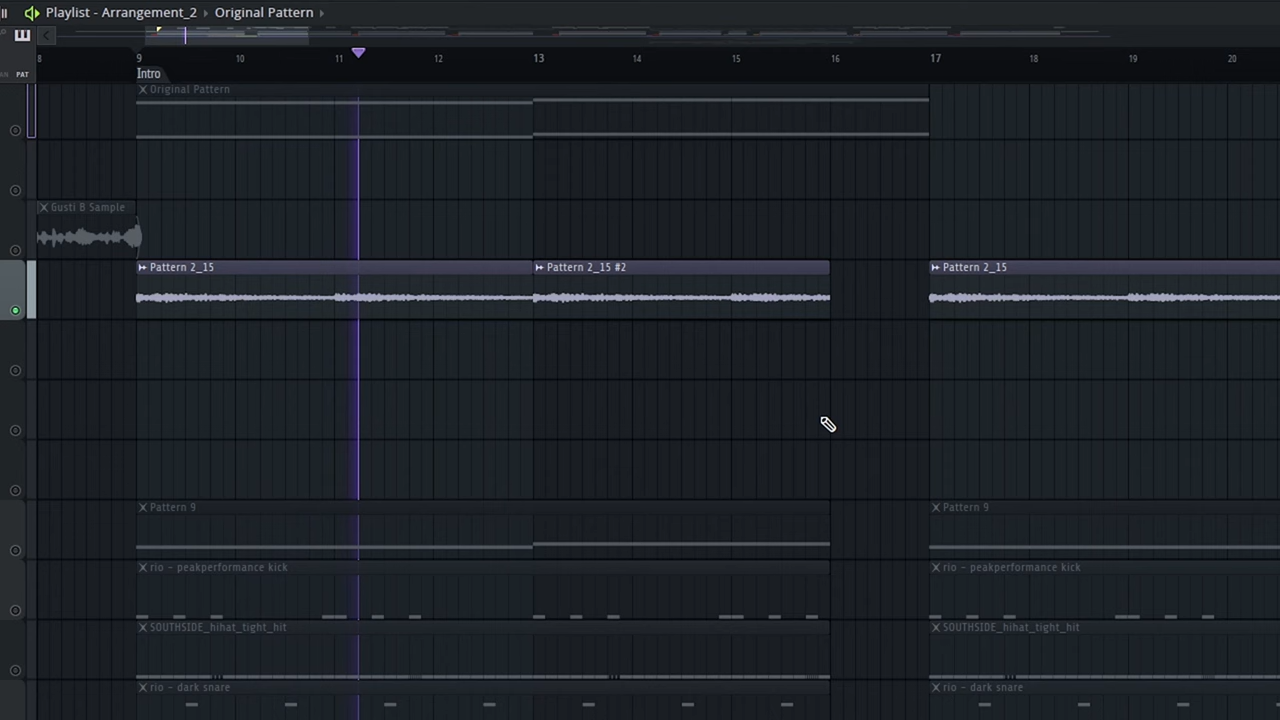 Playlist - Arrangement_2 › Original Pattern ›
8 9 10 11 12 13 14 15 16 17 18 19 20
PAT
Intro
Original Pattern
Gusti B Sample
Pattern 2_15 Pattern 2_15 #2 Pattern 2_15
Pattern 9 Pattern 9
rio - peakperformance kick rio - peakperformance kick
SOUTHSIDE_hihat_tight_hit SOUTHSIDE_hihat_tight_hit
rio - dark snare rio - dark snare